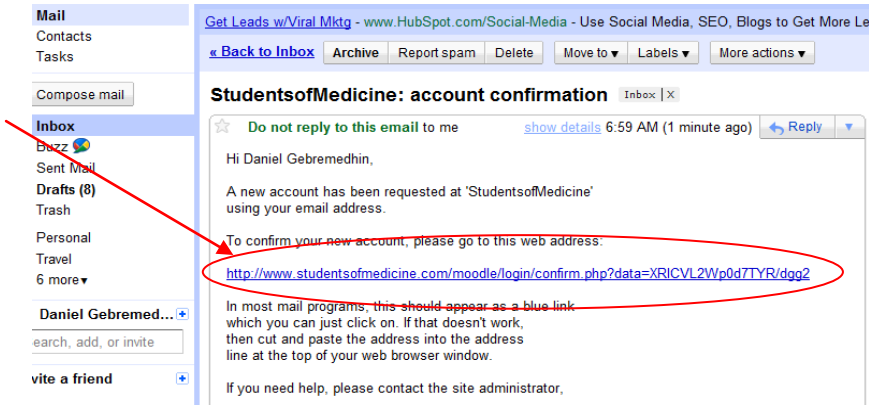 Mail
Contacts
Tasks
Compose mail
Inbox
Buzz
Sent Mail
Drafts (8)
Trash
Personal
Travel
6 more▼
Daniel Gebremed...
search, add, or invite
vite a friend
Get Leads w/Viral Mktg - www.HubSpot.com/Social-Media - Use Social Media, SEO, Blogs to Get More Le
« Back to Inbox Archive Report spam Delete Move to ▼ Labels ▼ More actions ▼
StudentsofMedicine: account confirmation Inbox | X
Do not reply to this email to me show details 6:59 AM (1 minute ago) Reply ▼
Hi Daniel Gebremedhin,
A new account has been requested at 'StudentsofMedicine'
using your email address.
To confirm your new account, please go to this web address:
http://www.studentsofmedicine.com/moodle/login/confirm.php?data=XRlCVL2Wp0d7TYR/dgg2
In most mail programs, this should appear as a blue link
which you can just click on. If that doesn't work,
then cut and paste the address into the address
line at the top of your web browser window.
If you need help, please contact the site administrator,